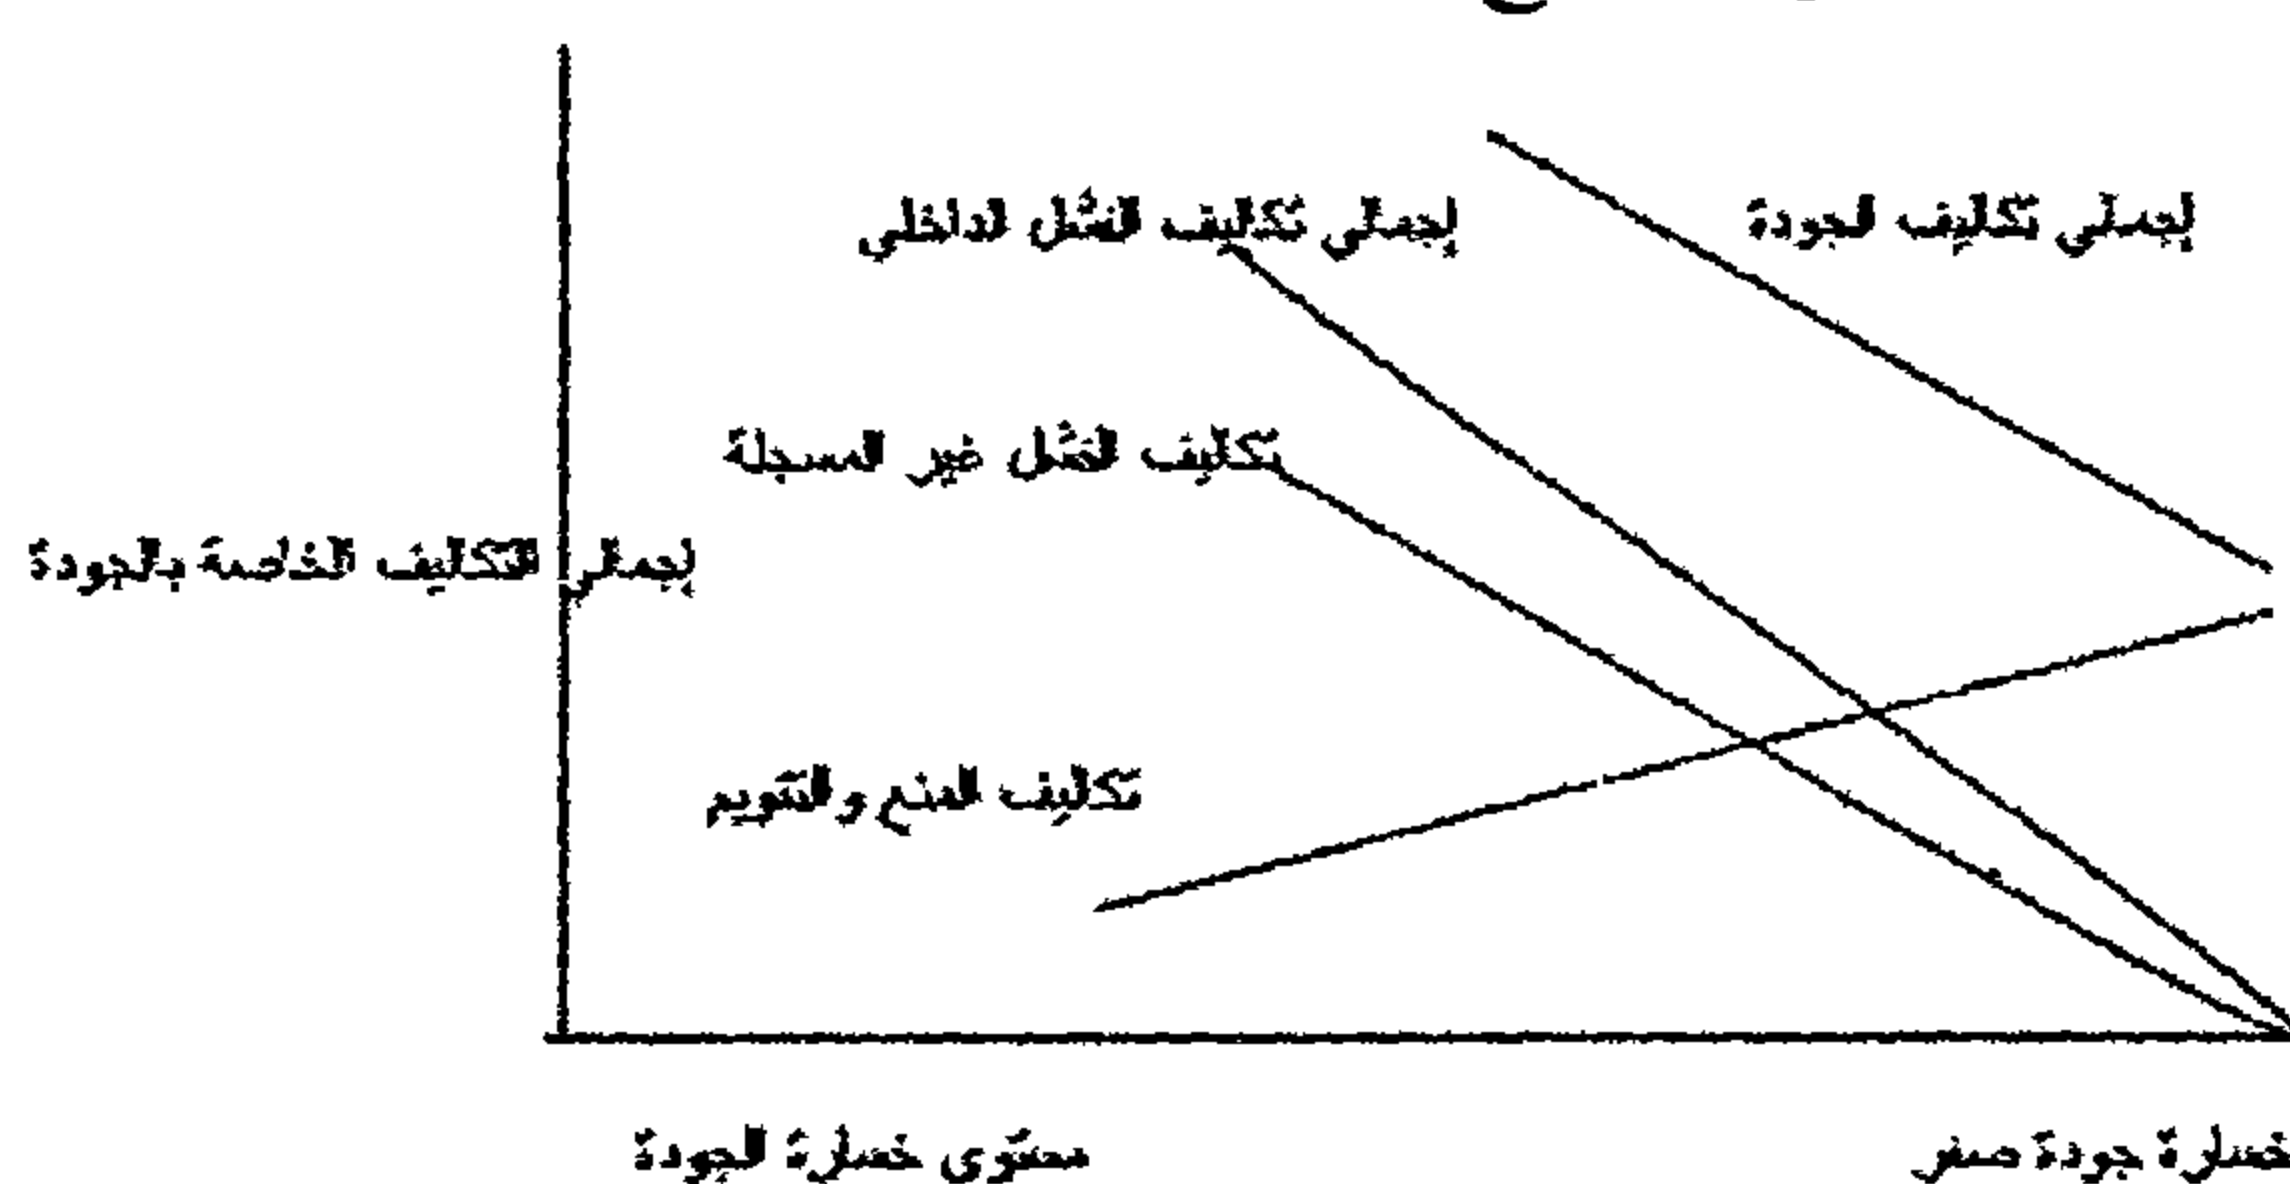 إجمالي تكاليف الجودة
إجمالي تكاليف الفشل الداخلي
تكاليف الفشل غير المسجلة
إجمالي التكاليف الخاصة بالجودة
تكاليف المنع والتقويم
مستوى خسارة الجودة
خسارة جودة صفر